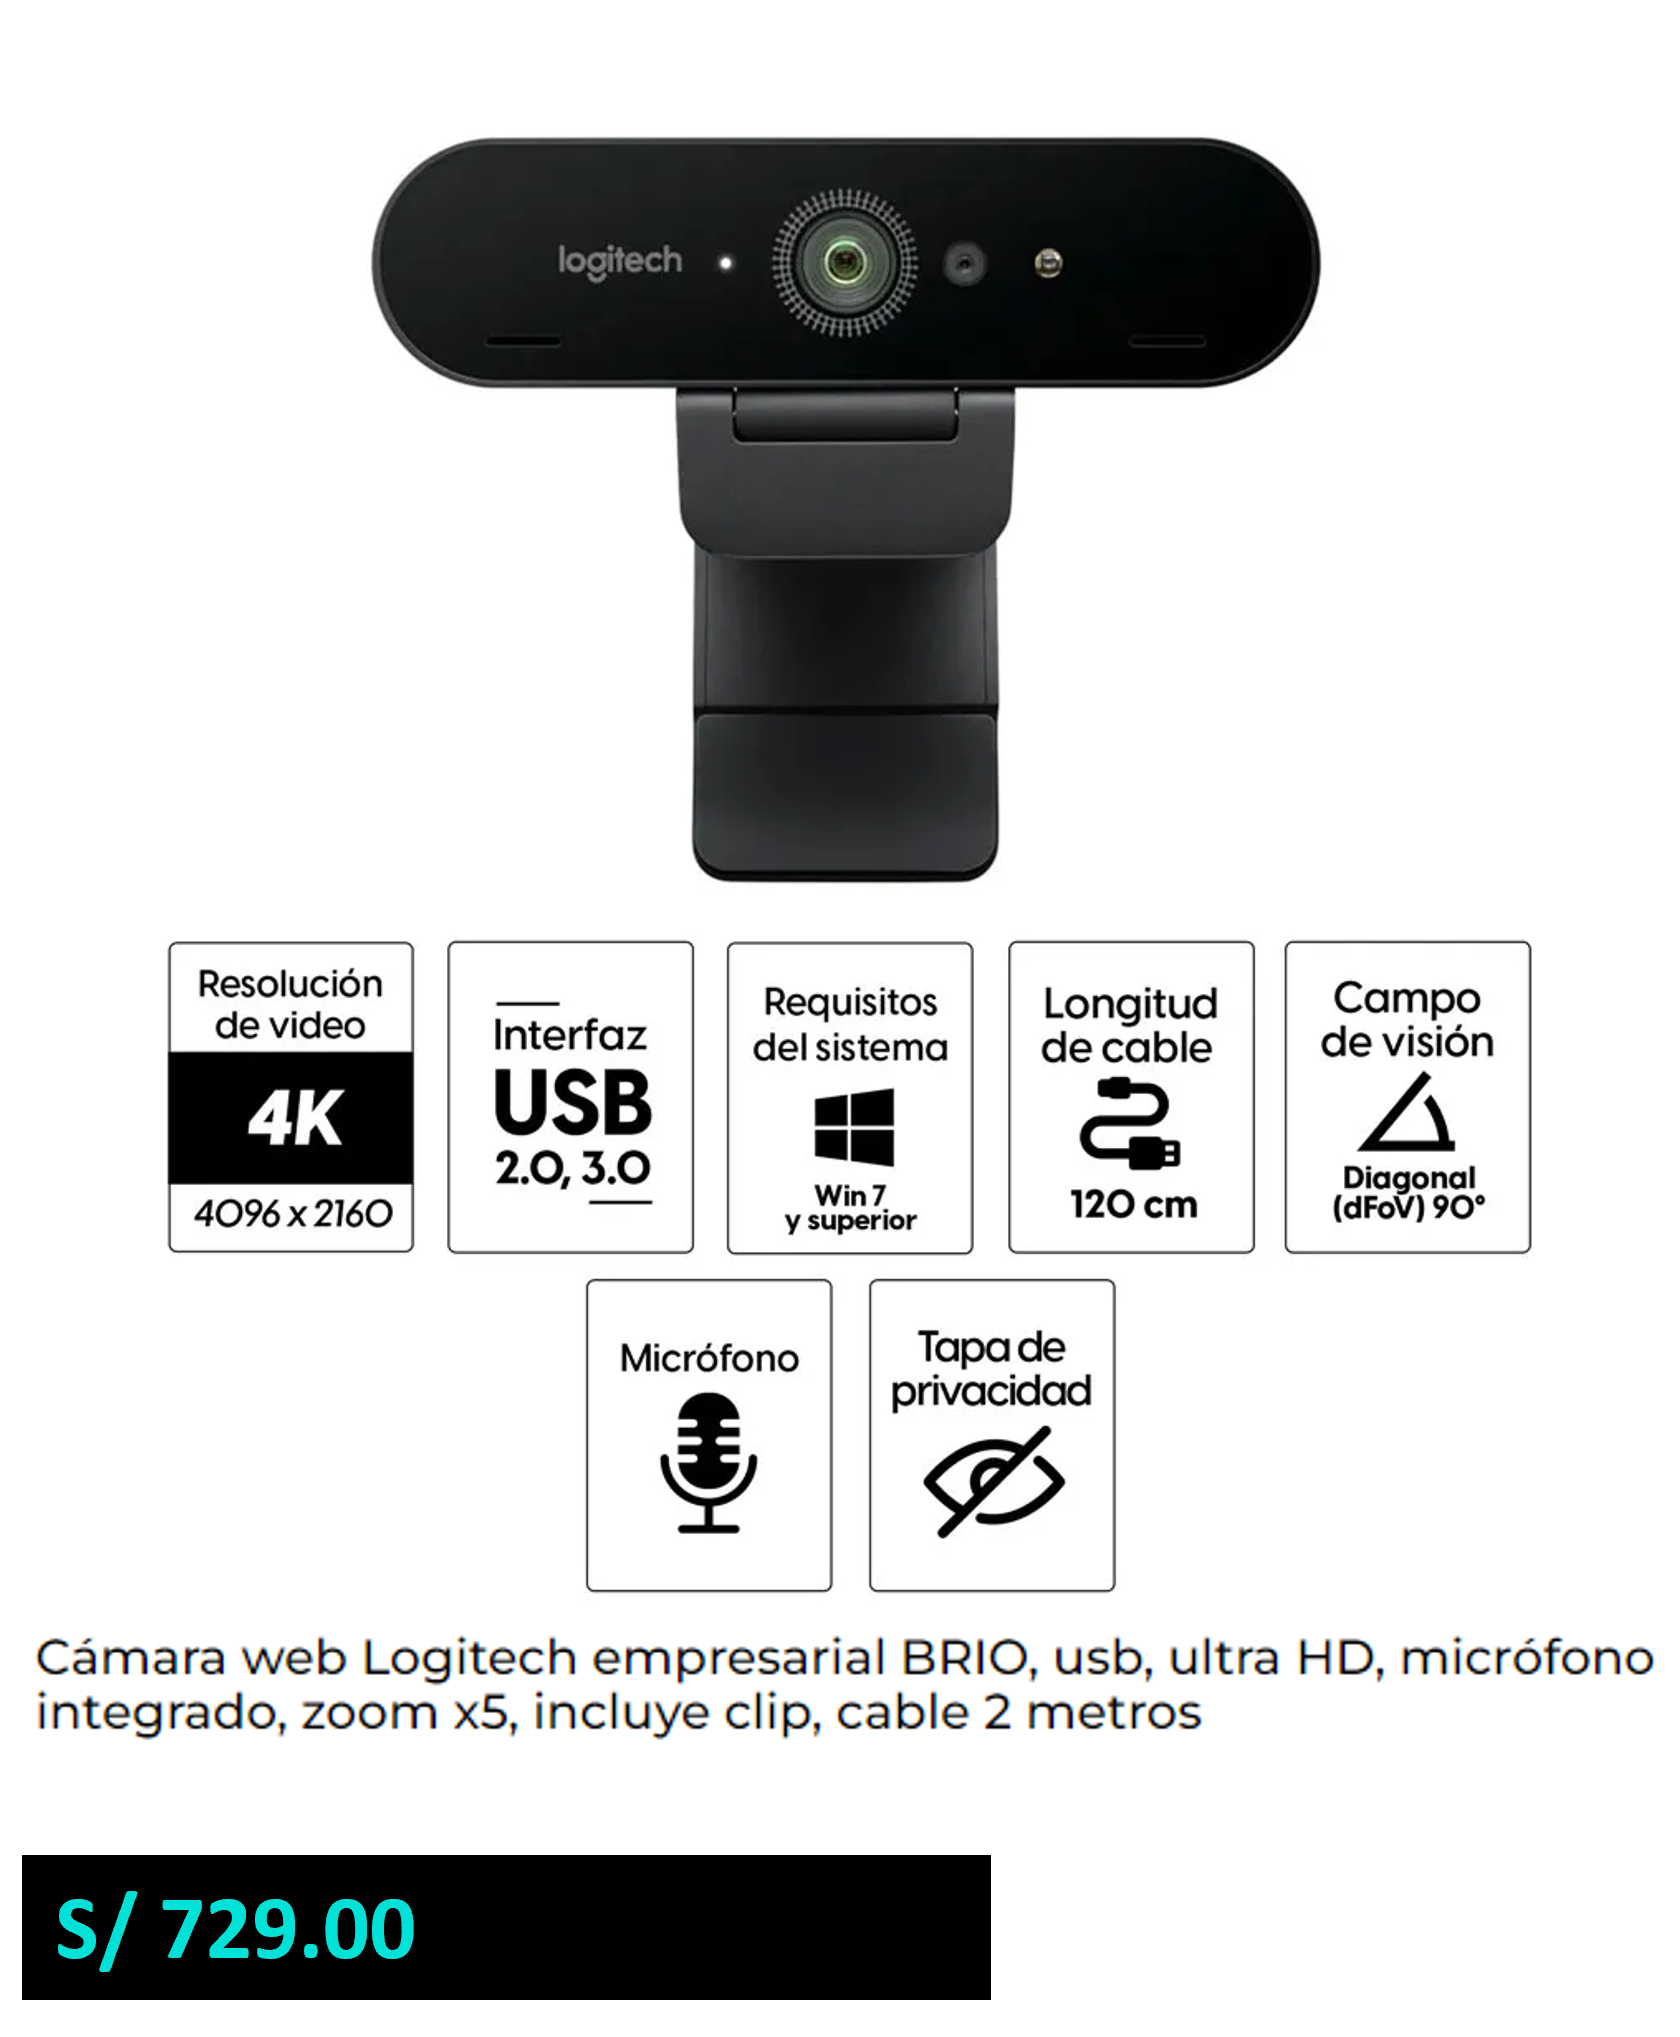 logitech
Resolución
de video
4K
4096 x 2160
Interfaz
USB
2.0, 3.0
Requisitos
del sistema
Win 7
y superior
Longitud
de cable
120 cm
Campo
de visión
Diagonal
(dFoV) 90°
Micrófono
Tapa de
privacidad
Cámara web Logitech empresarial BRIO, usb, ultra HD, micrófono
integrado, zoom x5, incluye clip, cable 2 metros
S/ 729.00